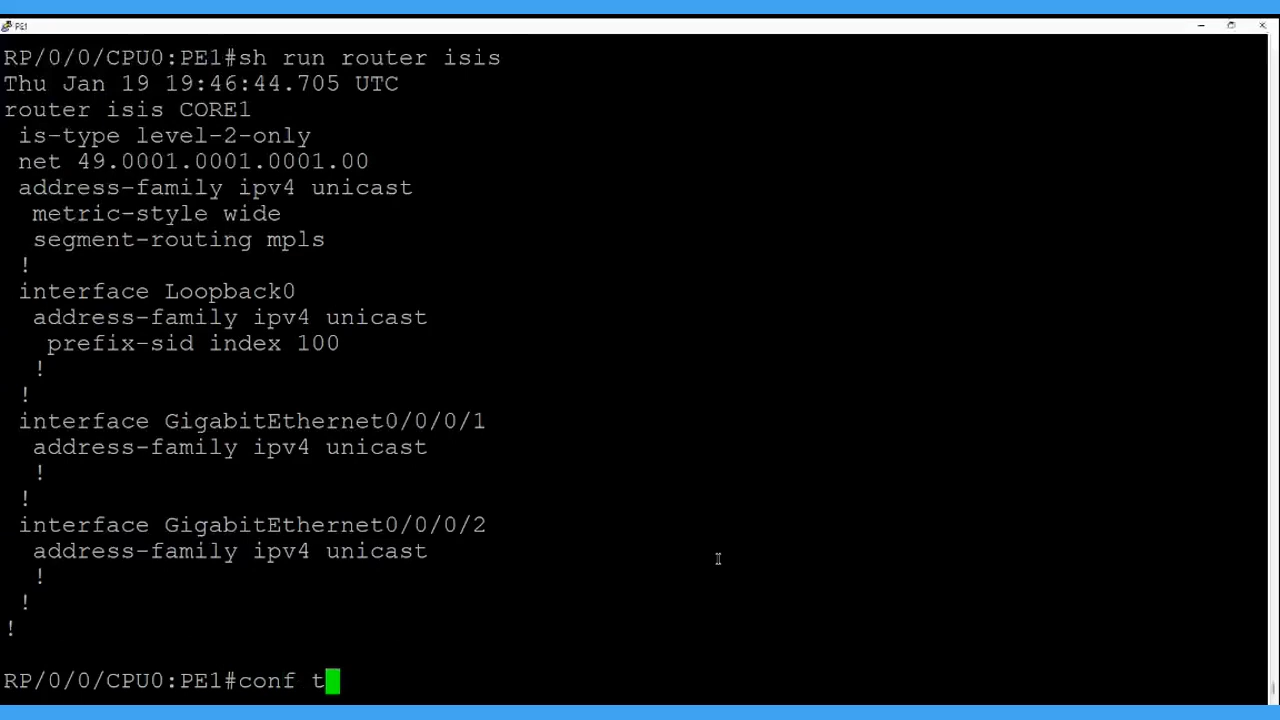 PE1
RP/0/0/CPU0:PE1#sh run router isis
Thu Jan 19 19:46:44.705 UTC
router isis CORE1
 is-type level-2-only
 net 49.0001.0001.0001.00
 address-family ipv4 unicast
  metric-style wide
  segment-routing mpls
 !
 interface Loopback0
  address-family ipv4 unicast
   prefix-sid index 100
  !
 !
 interface GigabitEthernet0/0/0/1
  address-family ipv4 unicast
  !
 !
 interface GigabitEthernet0/0/0/2
  address-family ipv4 unicast
  !
 !
!
RP/0/0/CPU0:PE1#conf t